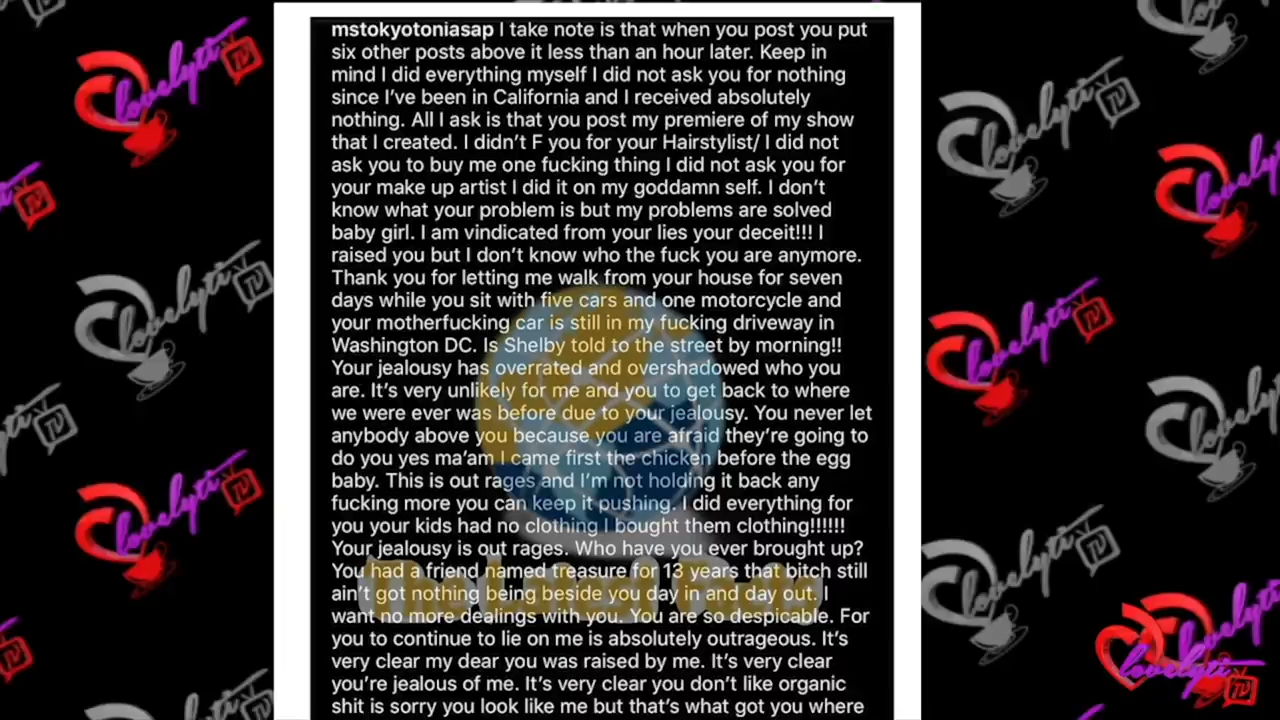 mstokyotoniasap I take note is that when you post you put
six other posts above it less than an hour later. Keep in
mind I did everything myself I did not ask you for nothing
since I've been in California and I received absolutely
nothing. All I ask is that you post my premiere of my show
that I created. I didn't F you for your Hairstylist/ I did not
ask you to buy me one fucking thing I did not ask you for
your make up artist I did it on my goddamn self. I don't
know what your problem is but my problems are solved
baby girl. I am vindicated from your lies your deceit!!! I
raised you but I don't know who the fuck you are anymore.
Thank you for letting me walk from your house for seven
days while you sit with five cars and one motorcycle and
your motherfucking car is still in my fucking driveway in
Washington DC. Is Shelby told to the street by morning!!
Your jealousy has overrated and overshadowed who you
are. It's very unlikely for me and you to get back to where
we were ever was before due to your jealousy. You never let
anybody above you because you are afraid they're going to
do you yes ma'am I came first the chicken before the egg
baby. This is out rages and I'm not holding it back any
fucking more you can keep it pushing. I did everything for
you your kids had no clothing I bought them clothing!!!!!!
Your jealousy is out rages. Who have you ever brought up?
You had a friend named treasure for 13 years that bitch still
ain't got nothing being beside you day in and day out. I
want no more dealings with you. You are so despicable. For
you to continue to lie on me is absolutely outrageous. It's
very clear my dear you was raised by me. It's very clear
you're jealous of me. It's very clear you don't like organic
shit is sorry you look like me but that's what got you where
lovelyti TV
lovelyti TV
lovelyti TV
lovelyti TV
lovelyti TV
lovelyti TV
lovelyti TV
lovelyti TV